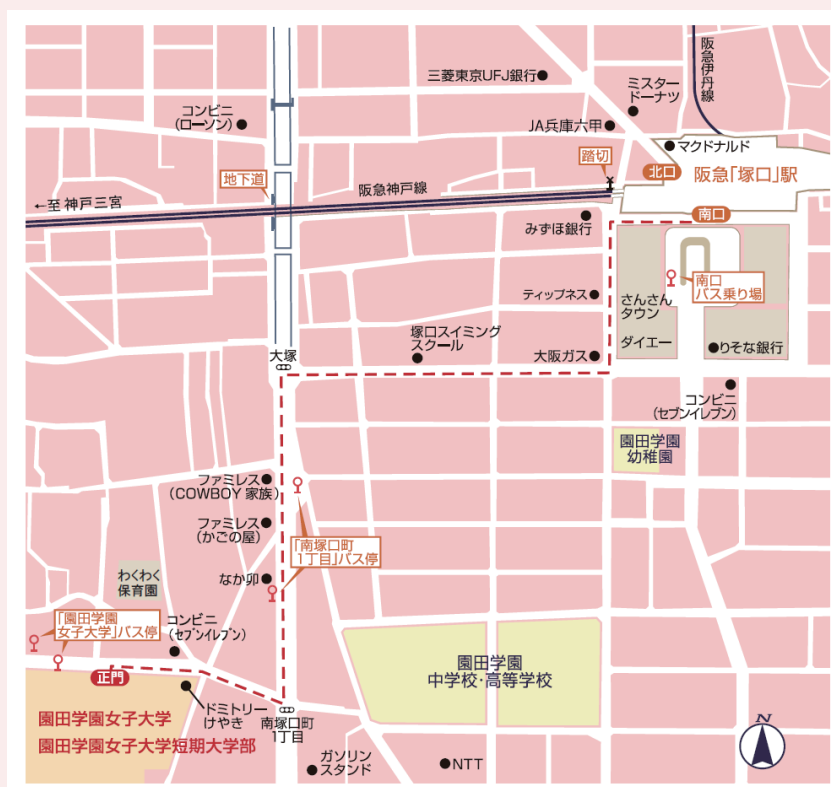 三菱東京UFJ銀行
阪急伊丹線
ミスター
ドーナツ
コンビニ
(ローソン)
JA兵庫六甲
マクドナルド
踏切
北口
阪急「塚口」駅
地下道
阪急神戸線
←至 神戸三宮
南口
みずほ銀行
南口
バス乗り場
ティップネス
さんさん
タウン
塚口スイミング
スクール
大阪ガス
ダイエー
りそな銀行
大塚
コンビニ
(セブンイレブン)
園田学園
幼稚園
ファミレス
(COWBOY 家族)
ファミレス
(かごの屋)
「南塚口町
1丁目」バス停
なか卯
わくわく
保育園
「園田学園
女子大学」バス停
コンビニ
(セブンイレブン)
園田学園
中学校・高等学校
正門
ドミトリー
けやき
南塚口町
1丁目
園田学園女子大学
園田学園女子大学短期大学部
ガソリン
スタンド
NTT
N